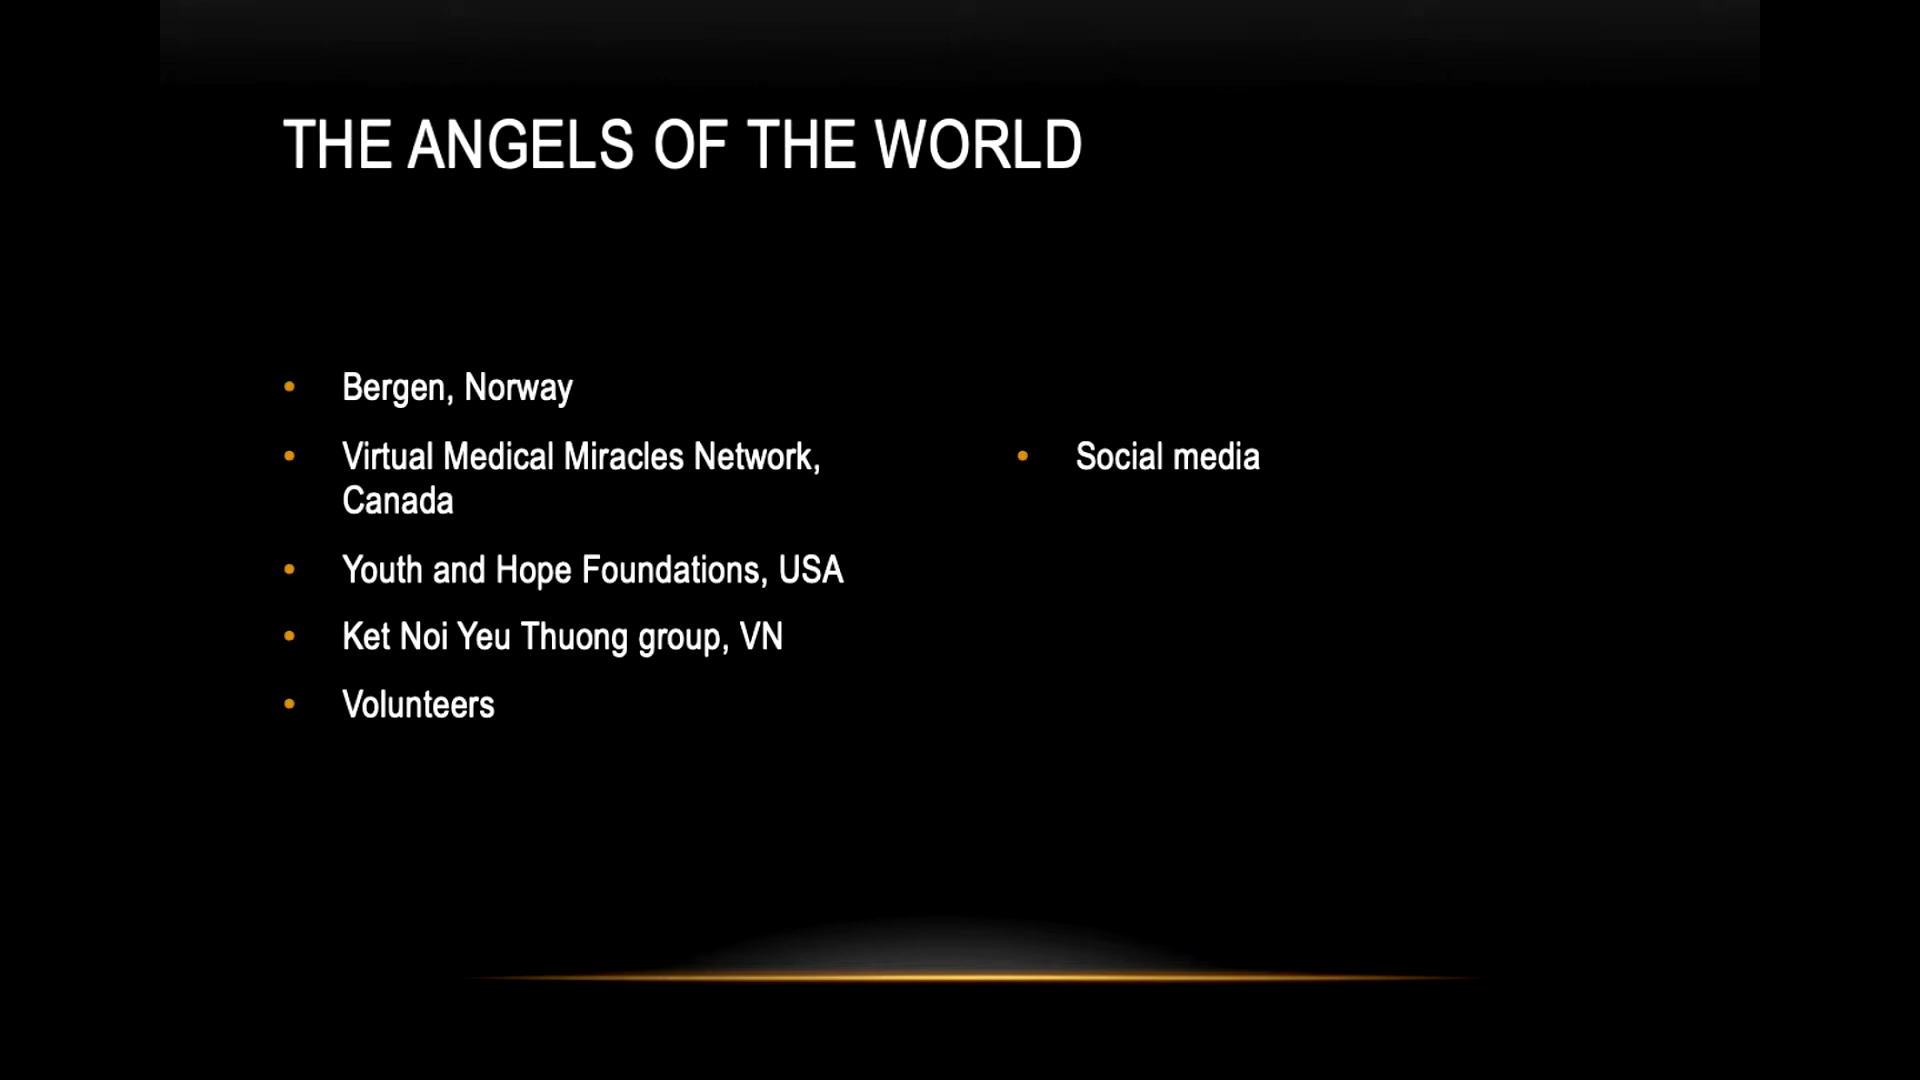 THE ANGELS OF THE WORLD
• Bergen, Norway
• Virtual Medical Miracles Network,
Canada
• Youth and Hope Foundations, USA
• Ket Noi Yeu Thuong group, VN
• Volunteers
• Social media